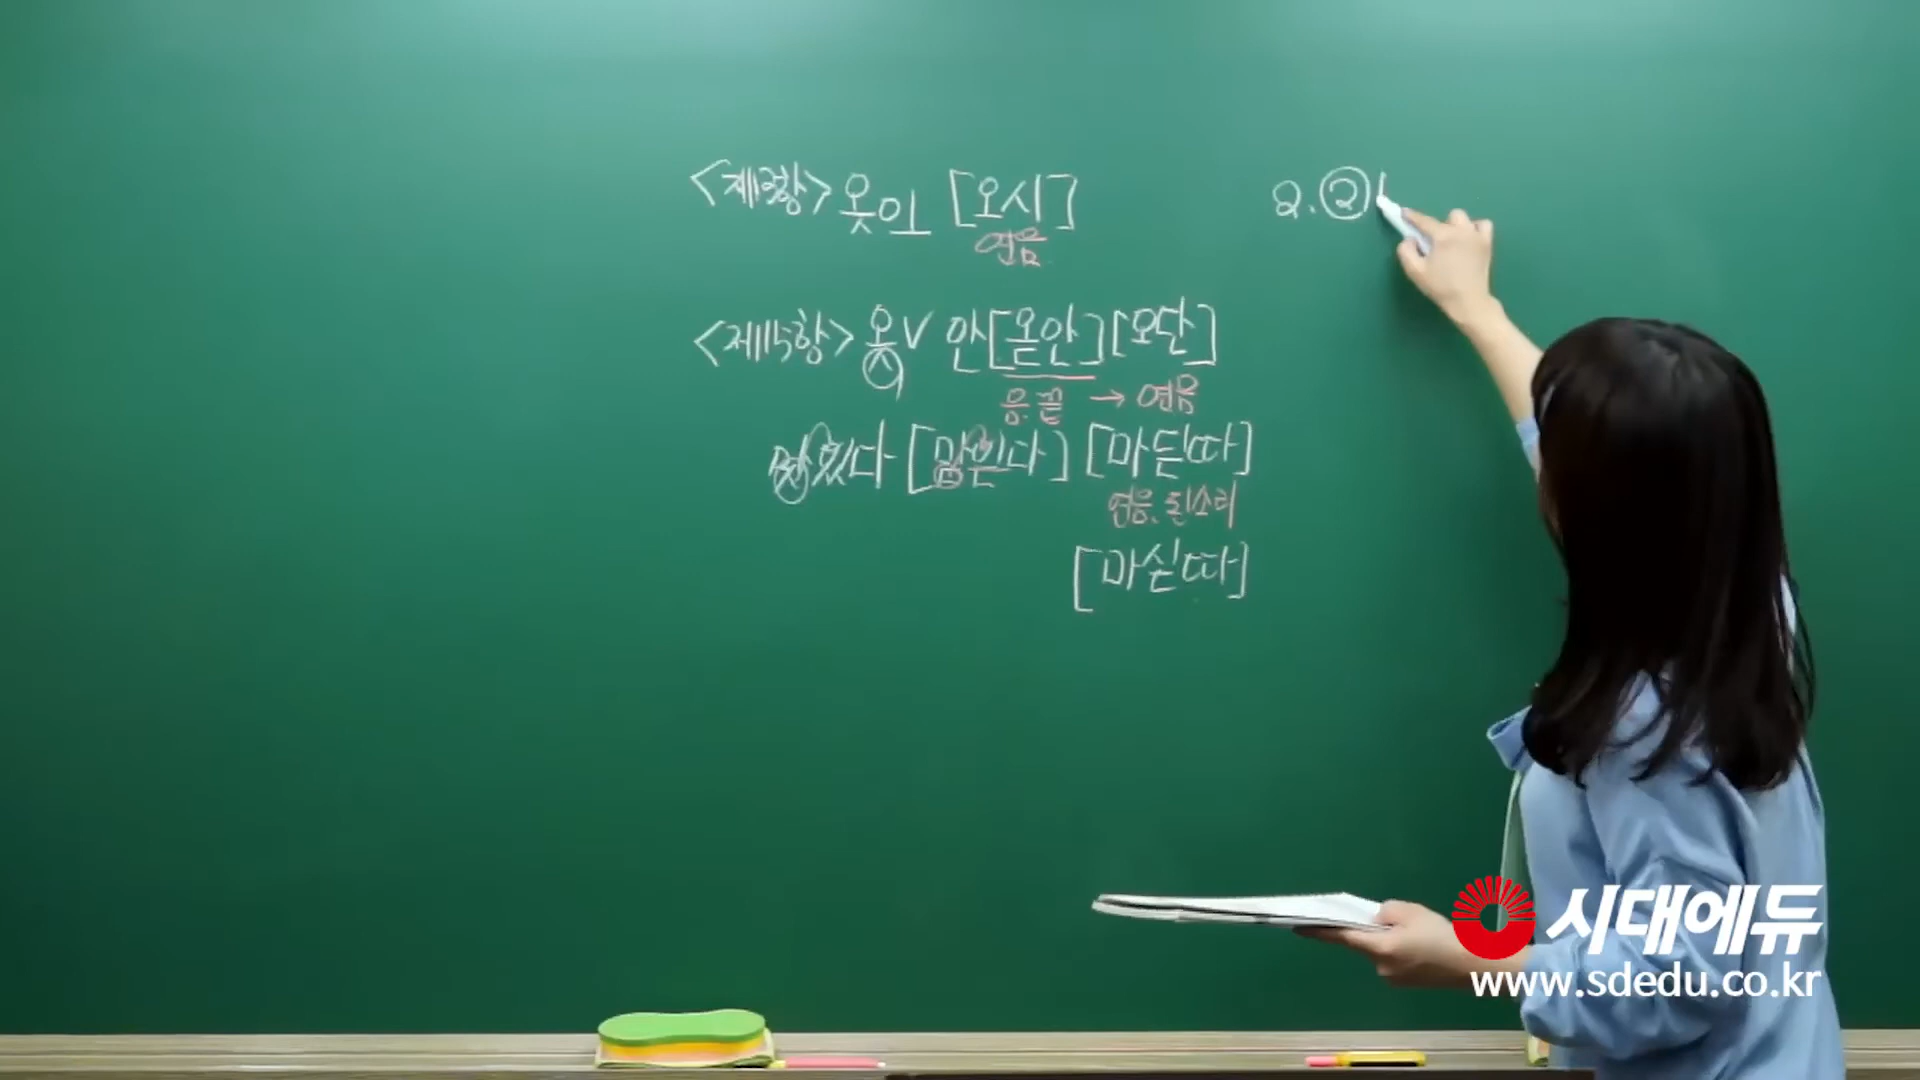 <제13항> 옷이 [오시]
연음
<제15항> 옷∨안 [옫안] [오단]
음.끝 → 연음
맛있다 [맏읻다] [마딛따]
연음, 된소리
[마싣따]
2. ②
시대에듀
www.sdedu.co.kr